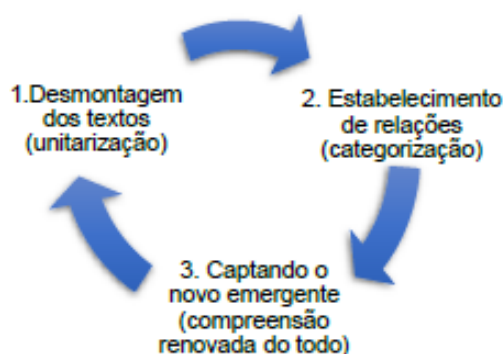 1.Desmontagem
dos textos
(unitarização)
2. Estabelecimento
de relações
(categorização)
3. Captando o
novo emergente
(compreensão
renovada do todo)